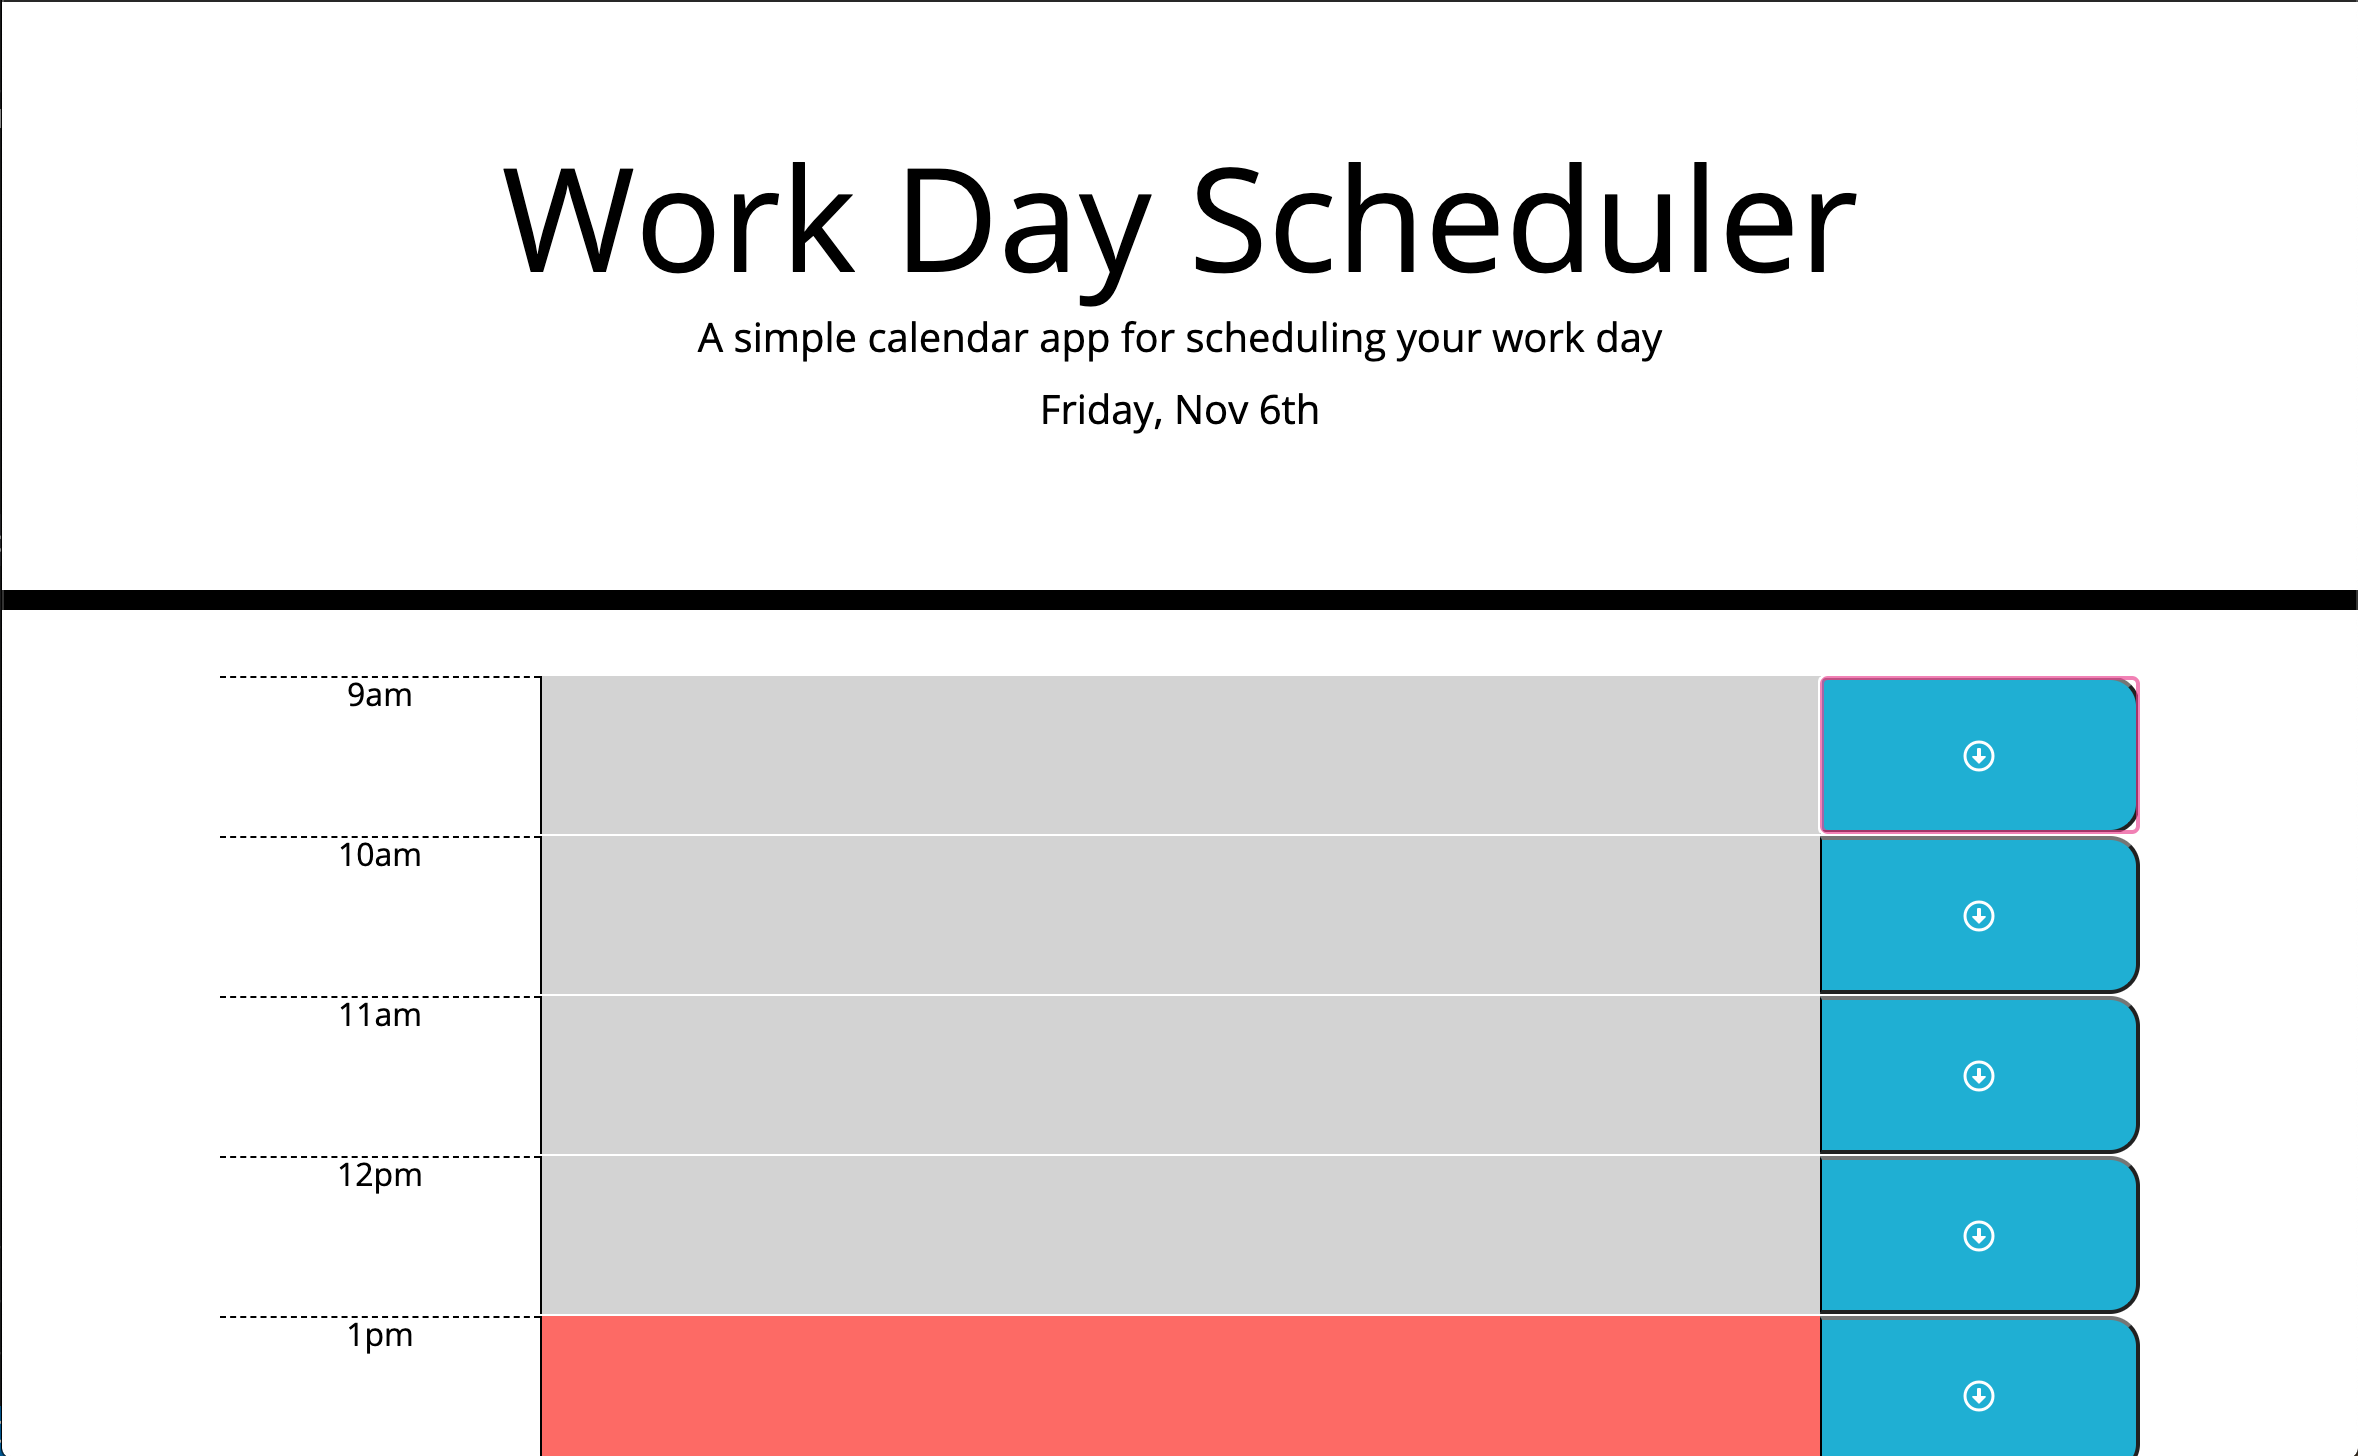 Work Day Scheduler
A simple calendar app for scheduling your work day
Friday, Nov 6th
9am
10am
11am
12pm
1pm